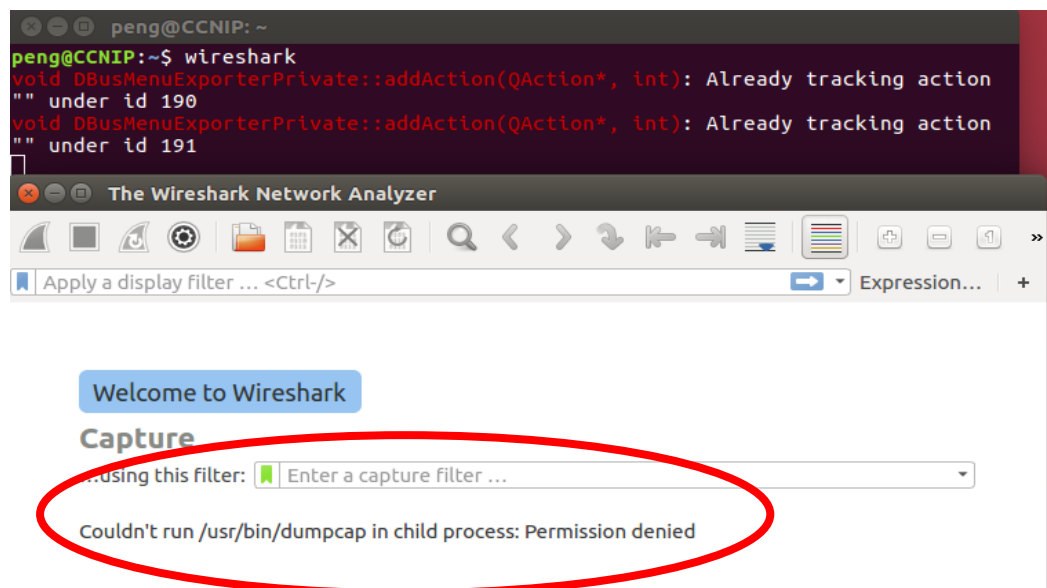 peng@CCNIP: ~
peng@CCNIP:~$ wireshark
void DBusMenuExporterPrivate::addAction(QAction*, int): Already tracking action
"" under id 190
void DBusMenuExporterPrivate::addAction(QAction*, int): Already tracking action
"" under id 191
The Wireshark Network Analyzer
Apply a display filter … <Ctrl-/>
Expression…
+
Welcome to Wireshark
Capture
…using this filter: Enter a capture filter …
Couldn't run /usr/bin/dumpcap in child process: Permission denied